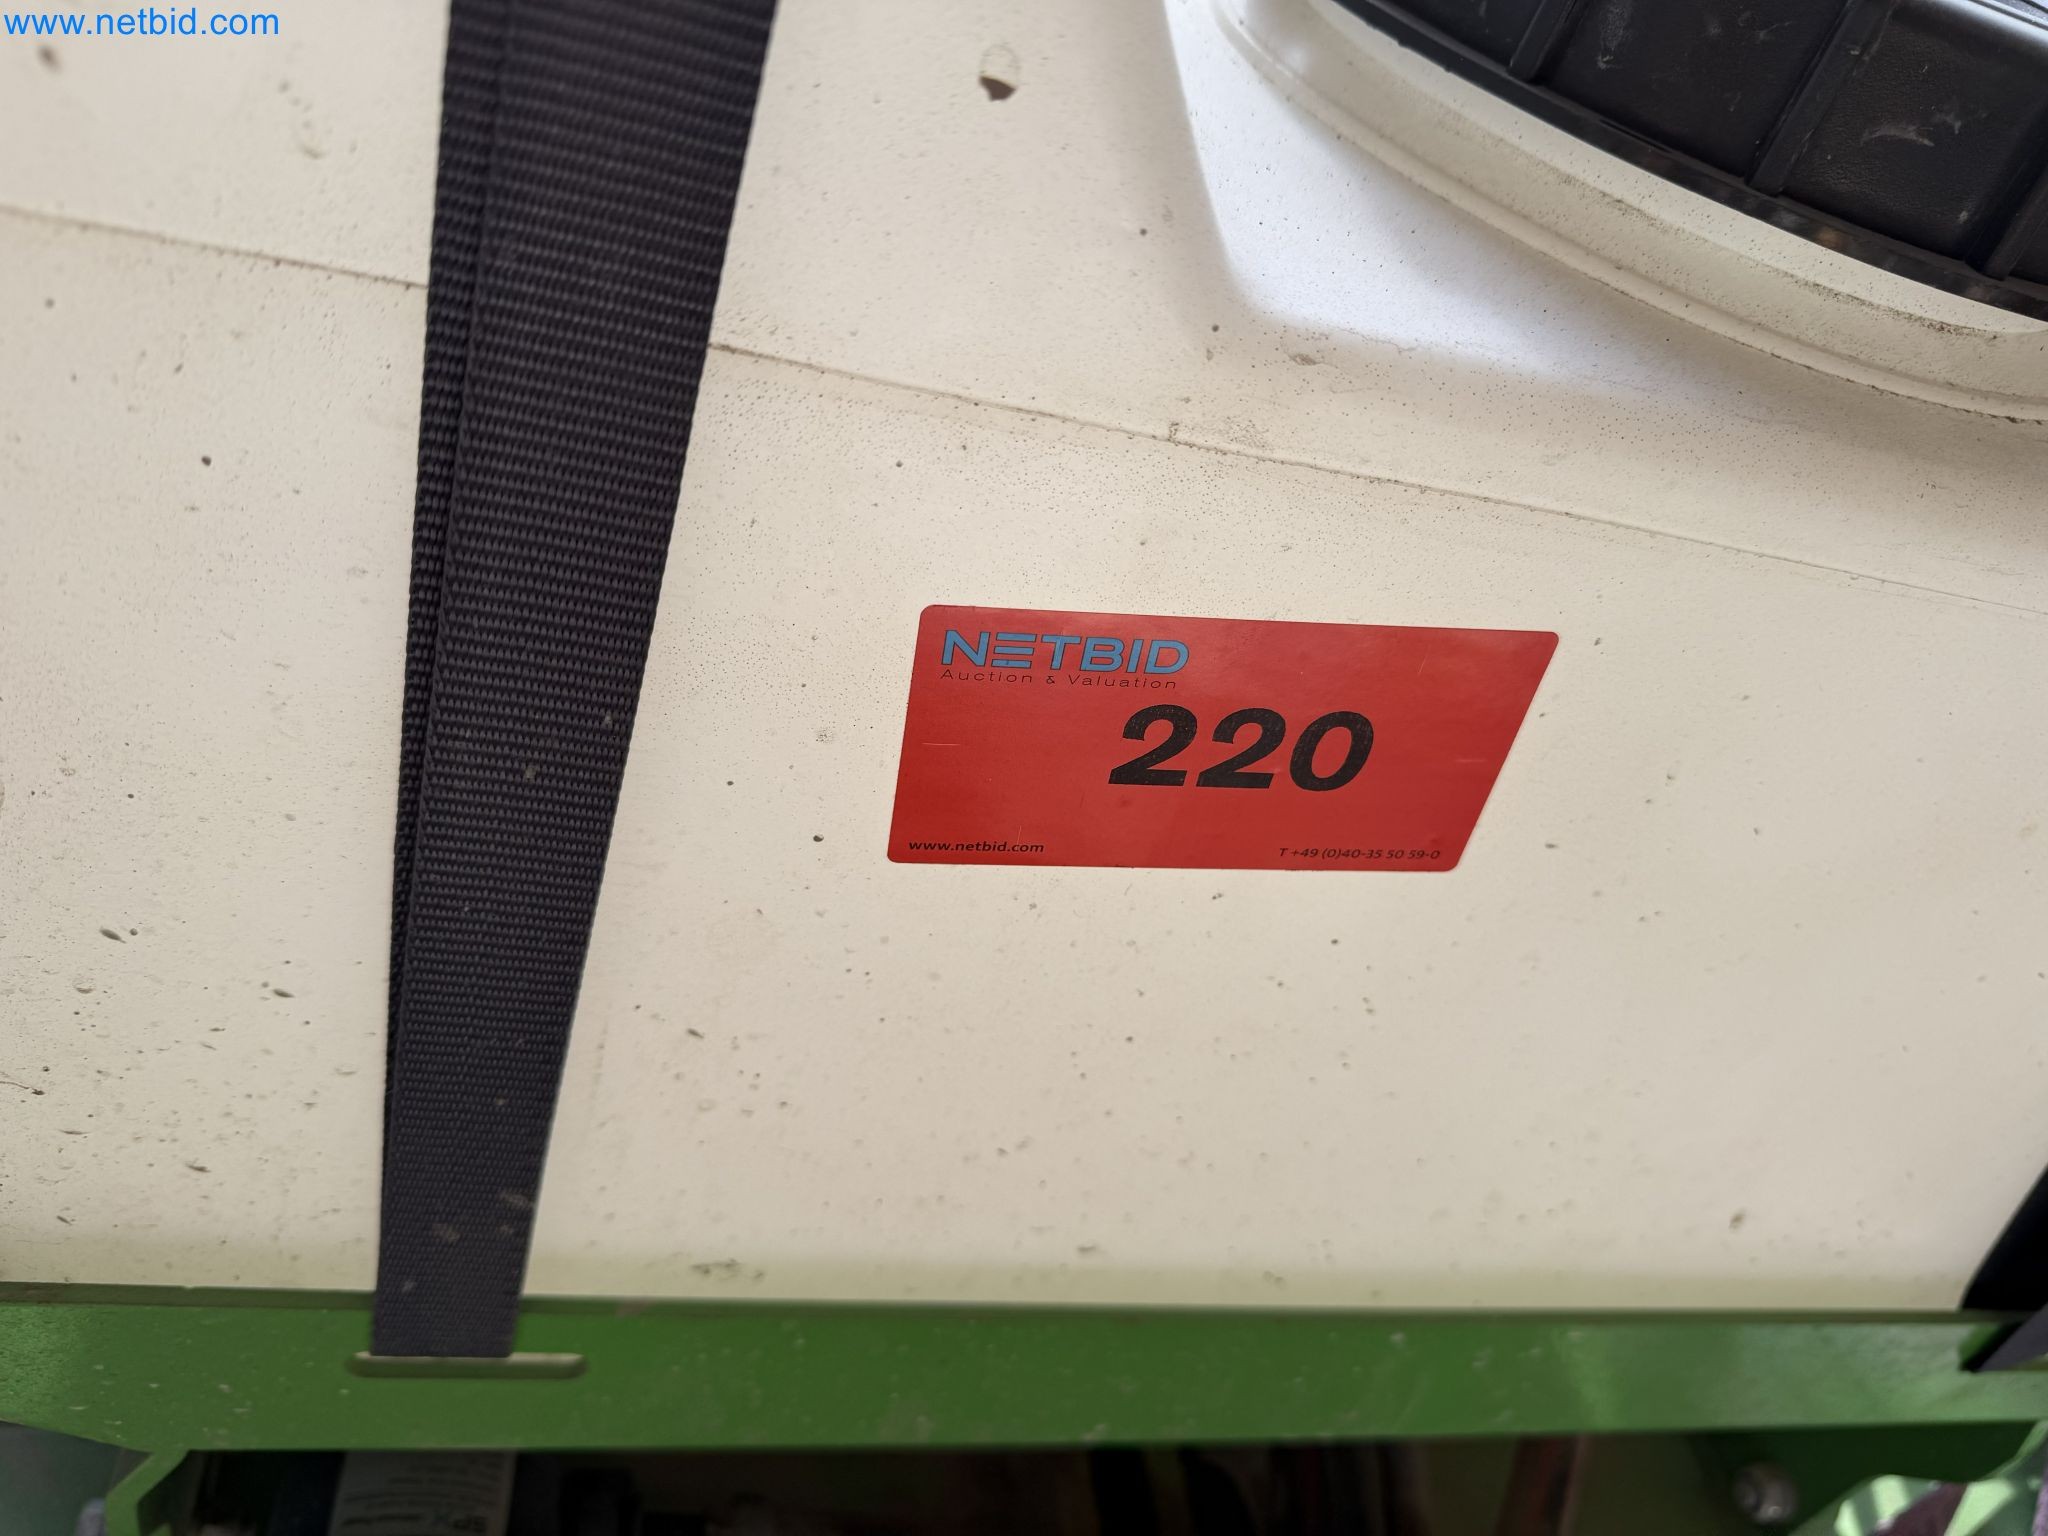 www.netbid.com
NETBID
Auction & Valuation
220
www.netbid.com
T +49 (0)40-35 50 59-0